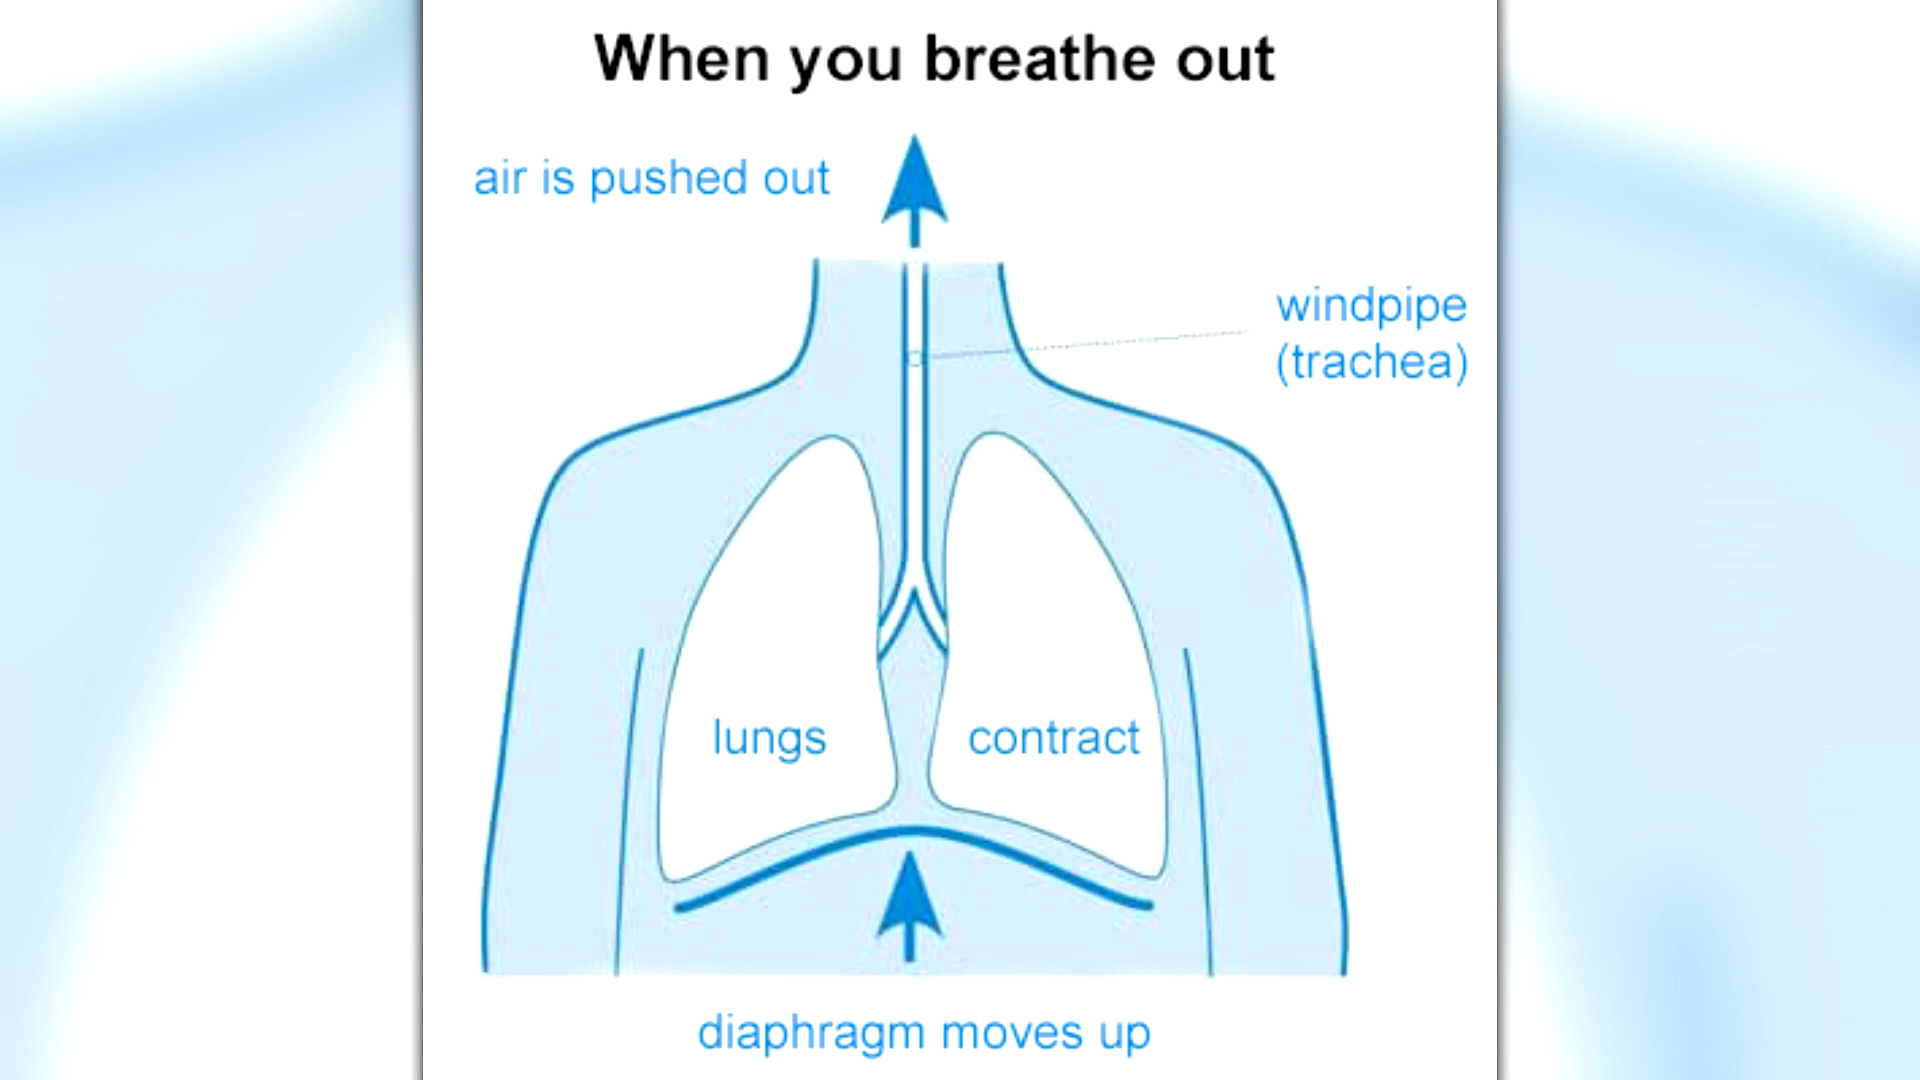 When you breathe out
air is pushed out
windpipe
(trachea)
lungs
contract
diaphragm moves up